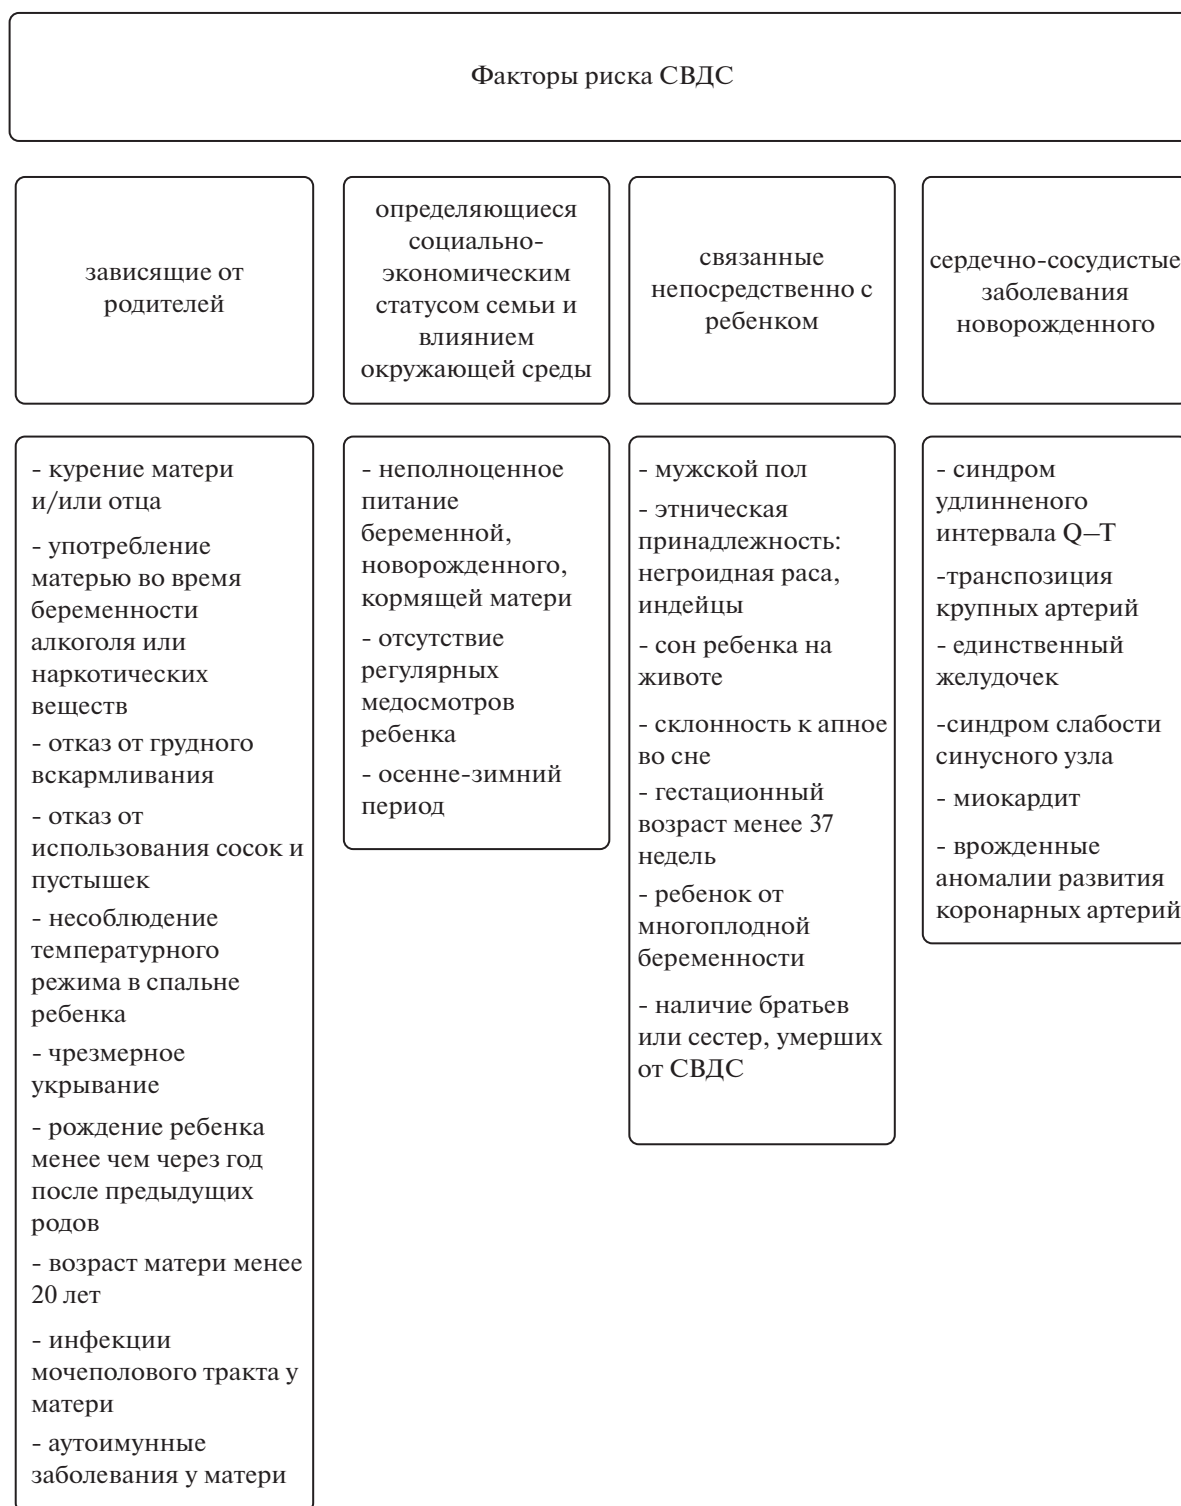 Факторы риска СВДС
зависящие от
родителей
определяющиеся
социально-
экономическим
статусом семьи и
влиянием
окружающей среды
связанные
непосредственно с
ребенком
сердечно-сосудистые
заболевания
новорожденного
- курение матери
и/или отца
- употребление
матерью во время
беременности
алкоголя или
наркотических
веществ
- отказ от грудного
вскармливания
- отказ от
использования сосок и
пустышек
- несоблюдение
температурного
режима в спальне
ребенка
- чрезмерное
укрывание
- рождение ребенка
менее чем через год
после предыдущих
родов
- возраст матери менее
20 лет
- инфекции
мочеполового тракта у
матери
- аутоимунные
заболевания у матери
- неполноценное
питание
беременной,
новорожденного,
кормящей матери
- отсутствие
регулярных
медосмотров
ребенка
- осенне-зимний
период
- мужской пол
- этническая
принадлежность:
негроидная раса,
индейцы
- сон ребенка на
животе
- склонность к апное
во сне
- гестационный
возраст менее 37
недель
- ребенок от
многоплодной
беременности
- наличие братьев
или сестер, умерших
от СВДС
- синдром
удлинненого
интервала Q–T
-транспозиция
крупных артерий
- единственный
желудочек
-синдром слабости
синусного узла
- миокардит
- врожденные
аномалии развития
коронарных артерий